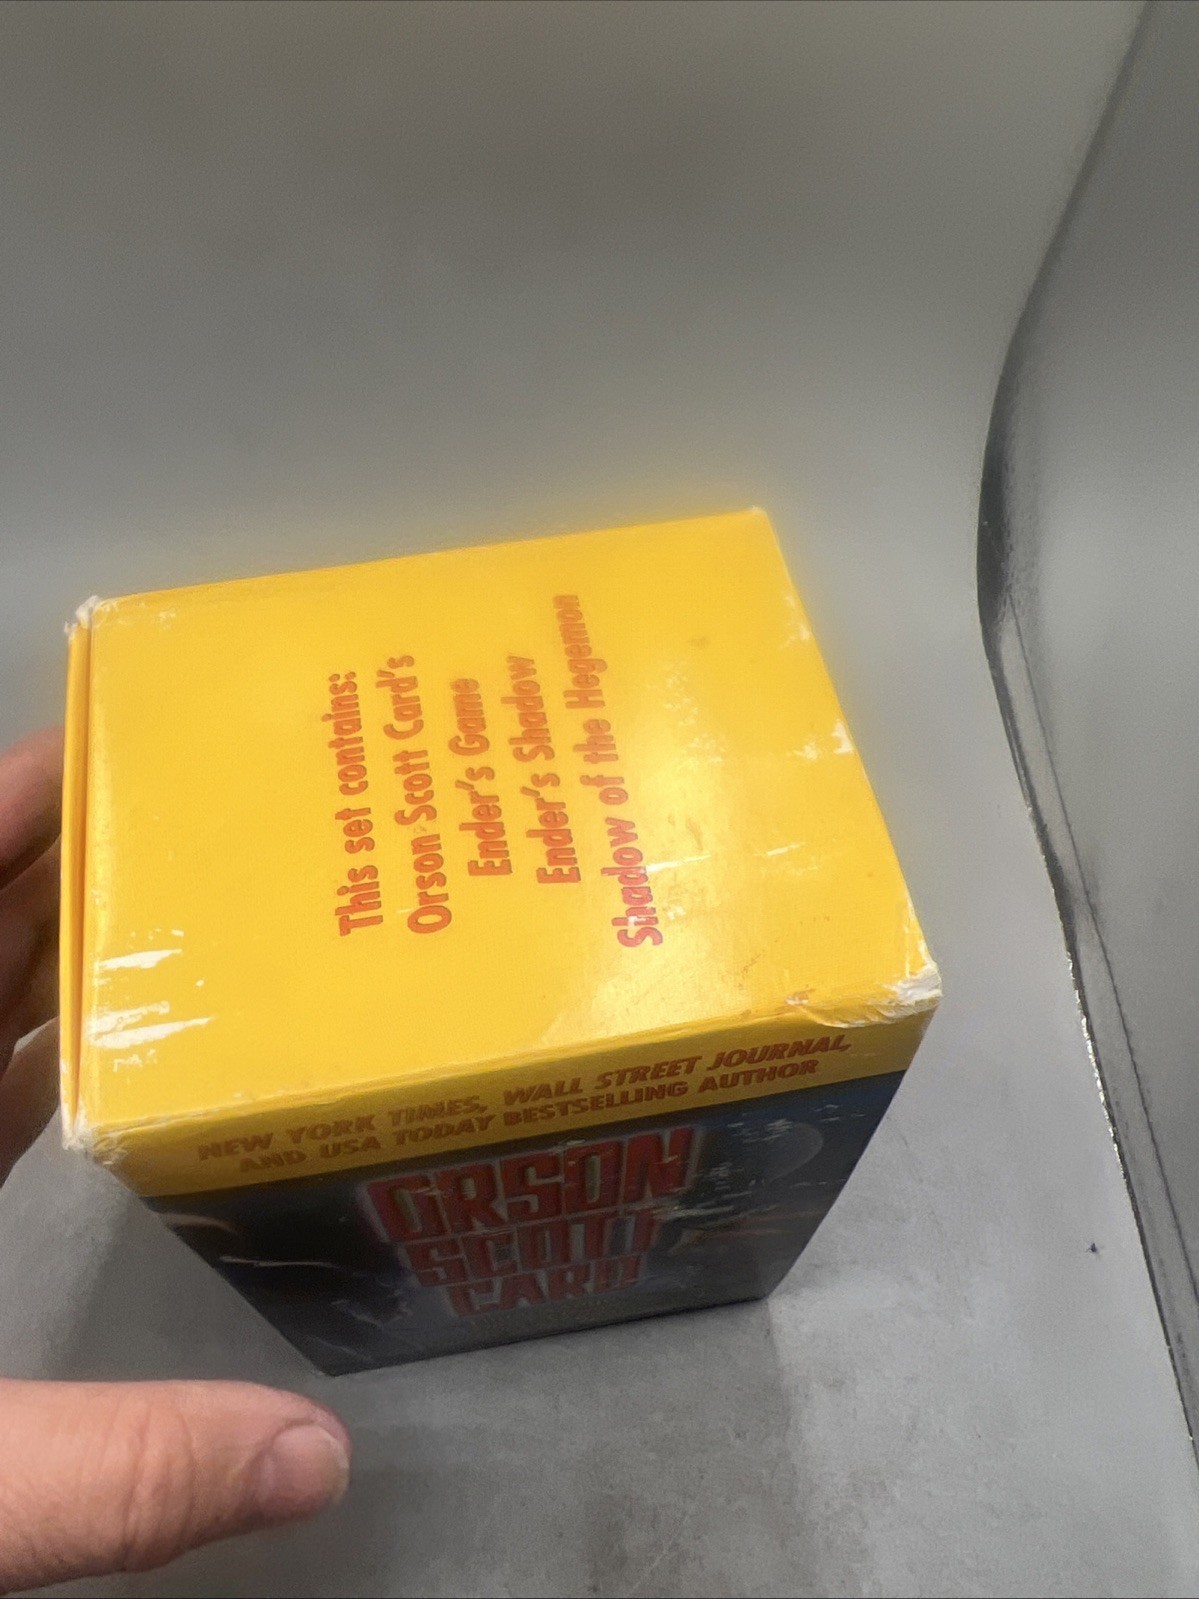 This set contains:
Orson Scott Card's
Ender's Game
Ender's Shadow
Shadow of the Hegemon
NEW YORK TIMES, WALL STREET JOURNAL,
AND USA TODAY BESTSELLING AUTHOR
ORSON
SCOTT
CARD